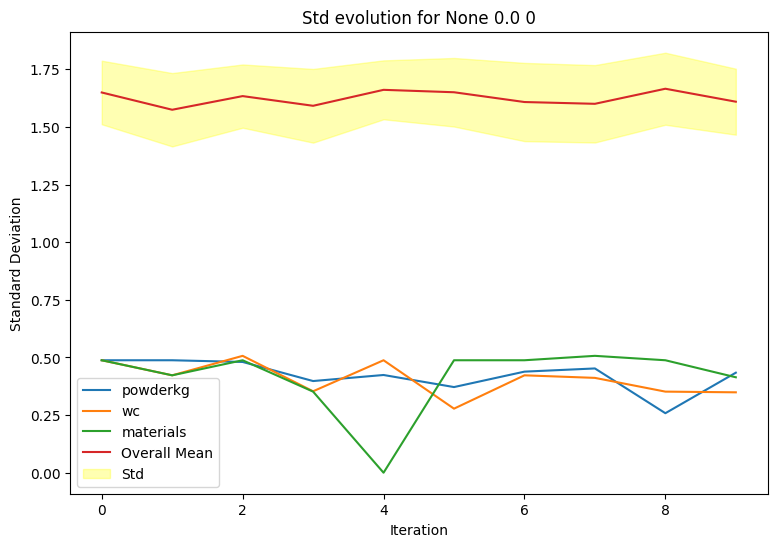 Std evolution for None 0.0 0
Standard Deviation
1.75
1.50
1.25
1.00
0.75
0.50
0.25
0.00
powderkg
wc
materials
Overall Mean
Std
0 2 4 6 8
Iteration